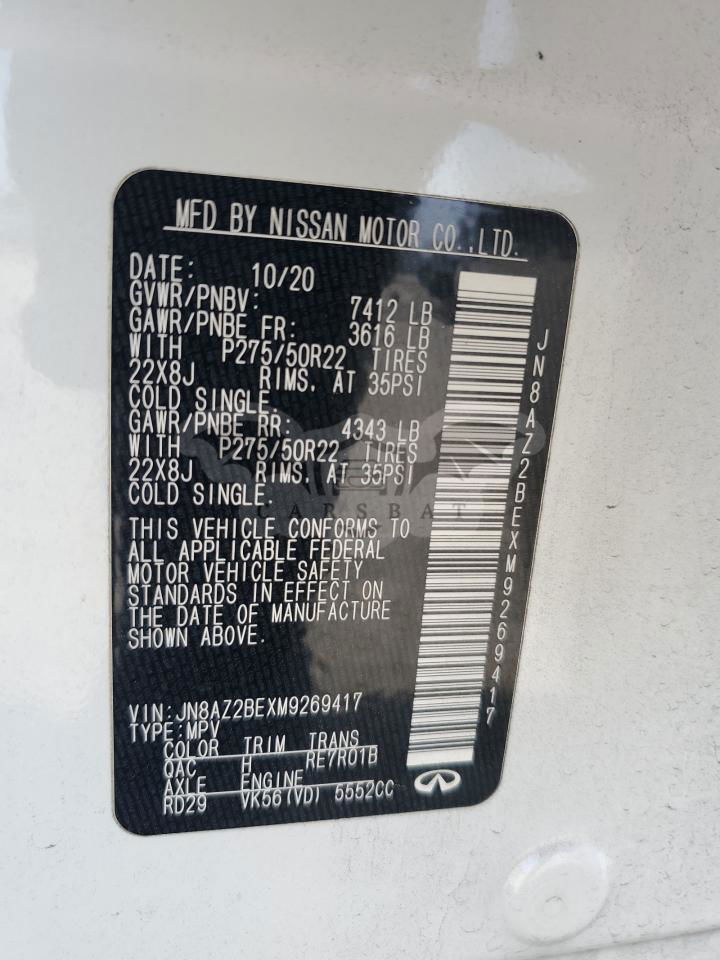 MFD BY NISSAN MOTOR CO.,LTD.
DATE: 10/20
GVWR/PNBV: 7412 LB
GAWR/PNBE FR: 3616 LB
WITH P275/50R22 TIRES
22X8J RIMS, AT 35PSI
COLD SINGLE.
GAWR/PNBE RR: 4343 LB
WITH P275/50R22 TIRES
22X8J RIMS, AT 35PSI
COLD SINGLE.
THIS VEHICLE CONFORMS TO
ALL APPLICABLE FEDERAL
MOTOR VEHICLE SAFETY
STANDARDS IN EFFECT ON
THE DATE OF MANUFACTURE
SHOWN ABOVE.
VIN:JN8AZ2BEXM9269417
TYPE:MPV
COLOR TRIM TRANS
QAC H RE7R01B
AXLE ENGINE
RD29 VK56(VD) 5552CC
JN8AZ2BEXM9269417
CARSBAT